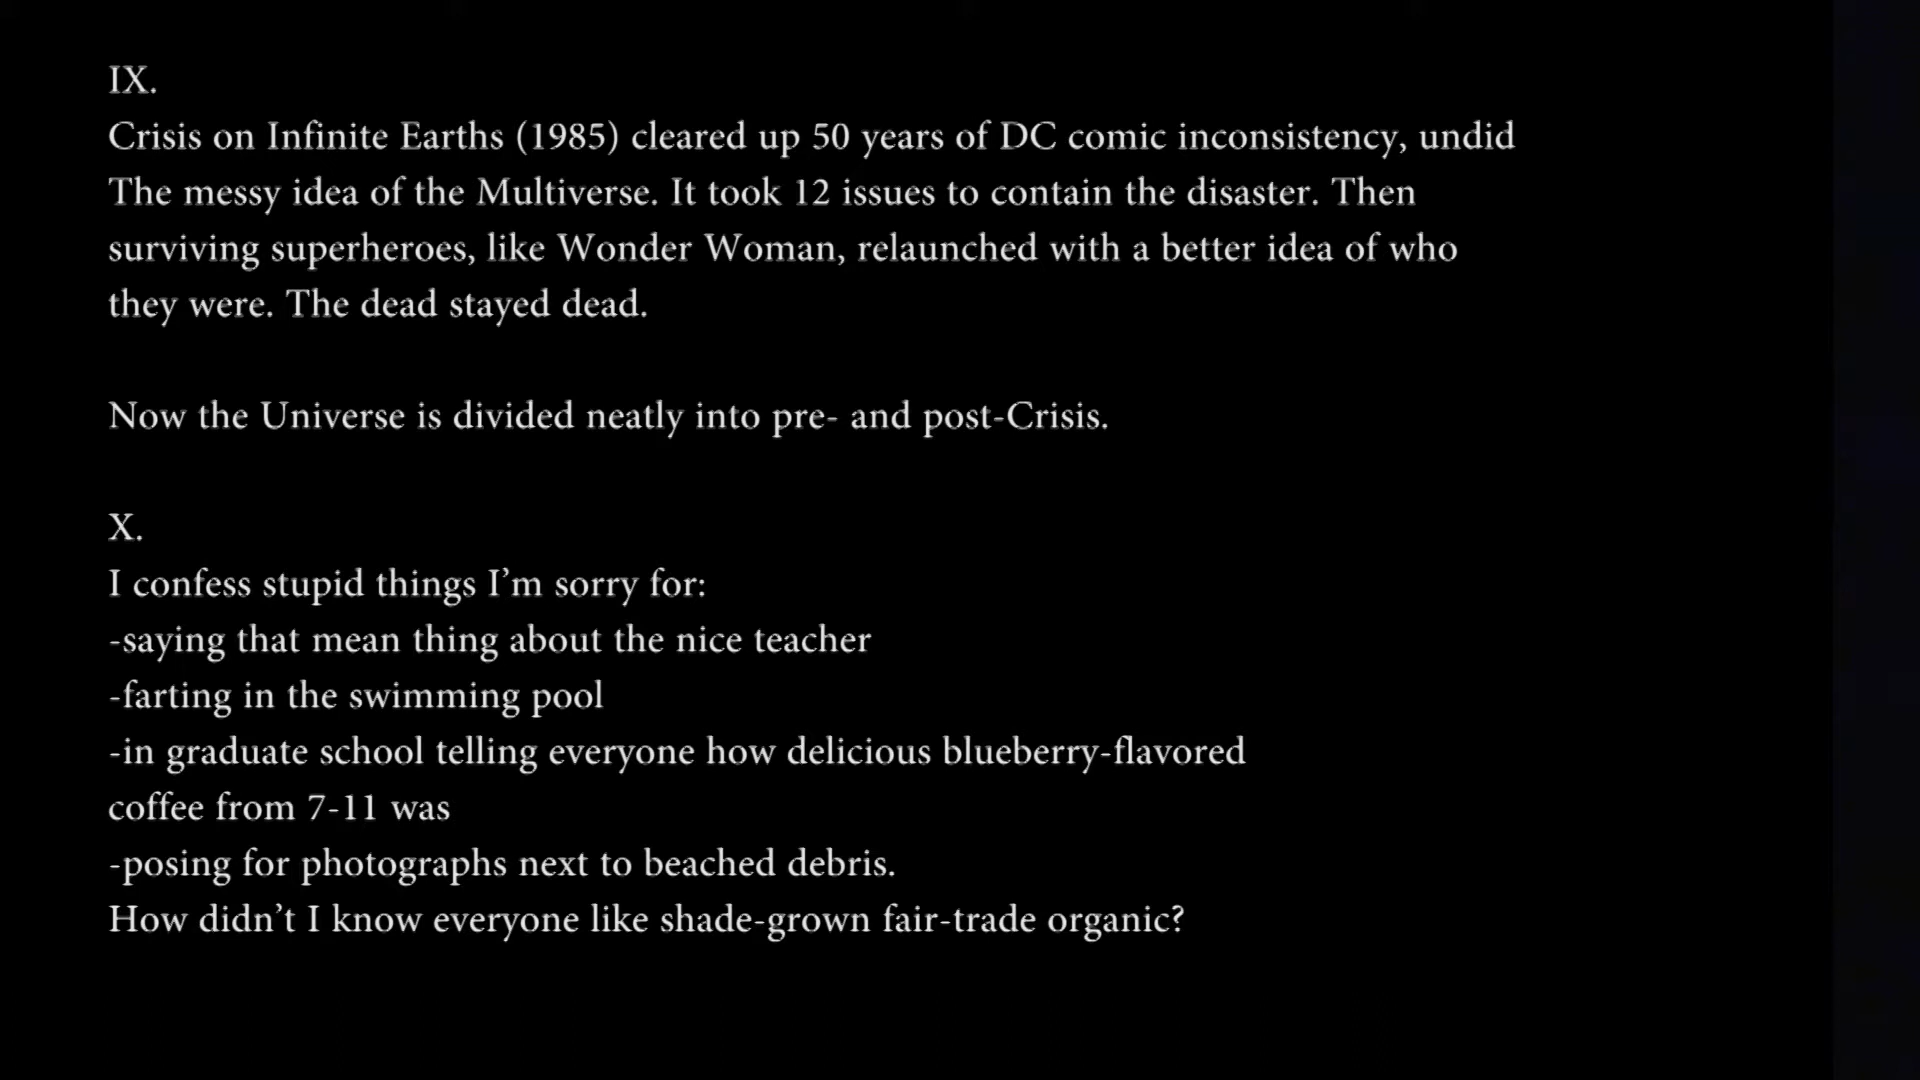 IX.
Crisis on Infinite Earths (1985) cleared up 50 years of DC comic inconsistency, undid
The messy idea of the Multiverse. It took 12 issues to contain the disaster. Then
surviving superheroes, like Wonder Woman, relaunched with a better idea of who
they were. The dead stayed dead.
Now the Universe is divided neatly into pre- and post-Crisis.
X.
I confess stupid things I’m sorry for:
-saying that mean thing about the nice teacher
-farting in the swimming pool
-in graduate school telling everyone how delicious blueberry-flavored
coffee from 7-11 was
-posing for photographs next to beached debris.
How didn’t I know everyone like shade-grown fair-trade organic?